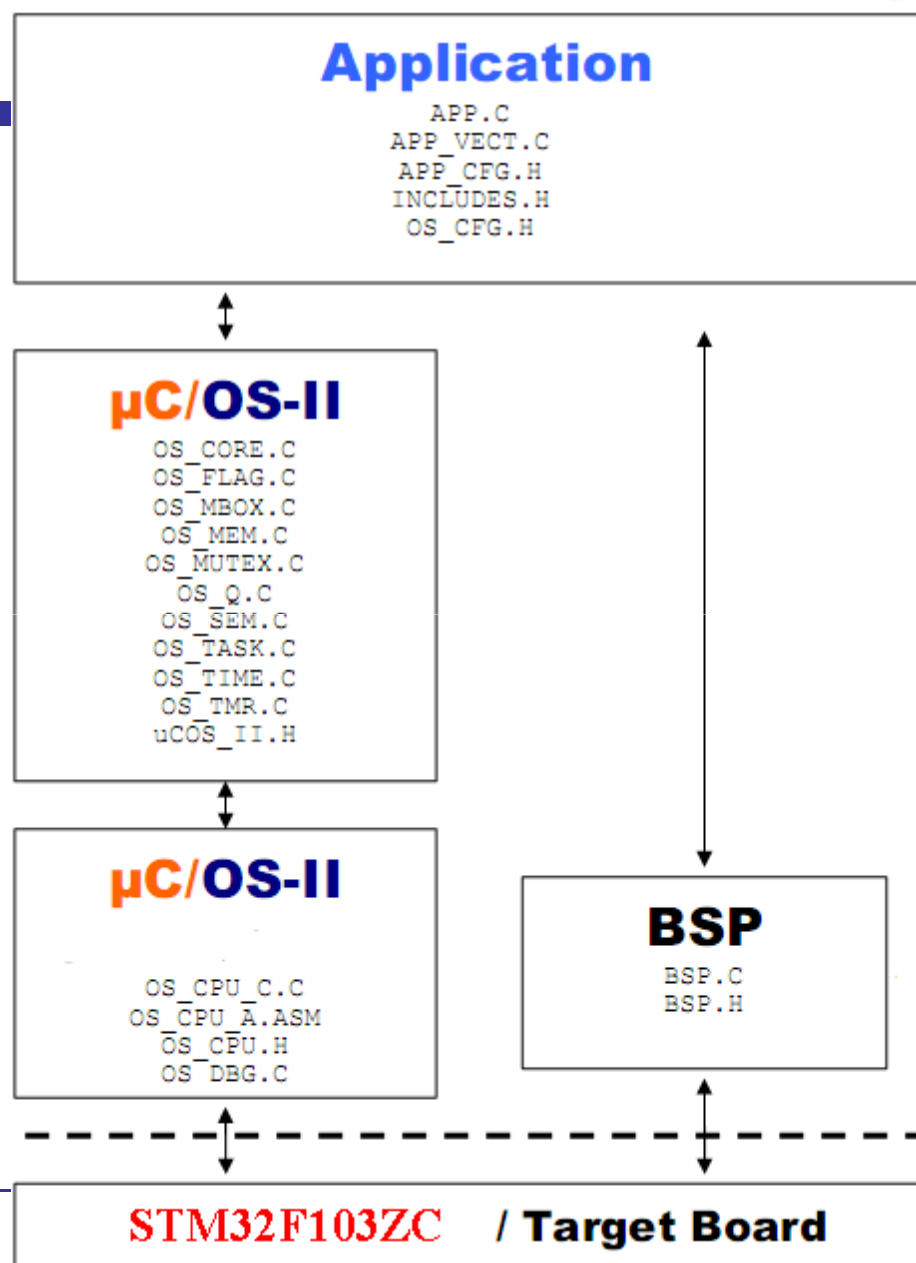 Application
APP.C
APP_VECT.C
APP_CFG.H
INCLUDES.H
OS_CFG.H
µC/OS-II
OS_CORE.C
OS_FLAG.C
OS_MBOX.C
OS_MEM.C
OS_MUTEX.C
OS_Q.C
OS_SEM.C
OS_TASK.C
OS_TIME.C
OS_TMR.C
uCOS_II.H
µC/OS-II
OS_CPU_C.C
OS_CPU_A.ASM
OS_CPU.H
OS_DBG.C
BSP
BSP.C
BSP.H
STM32F103ZC / Target Board